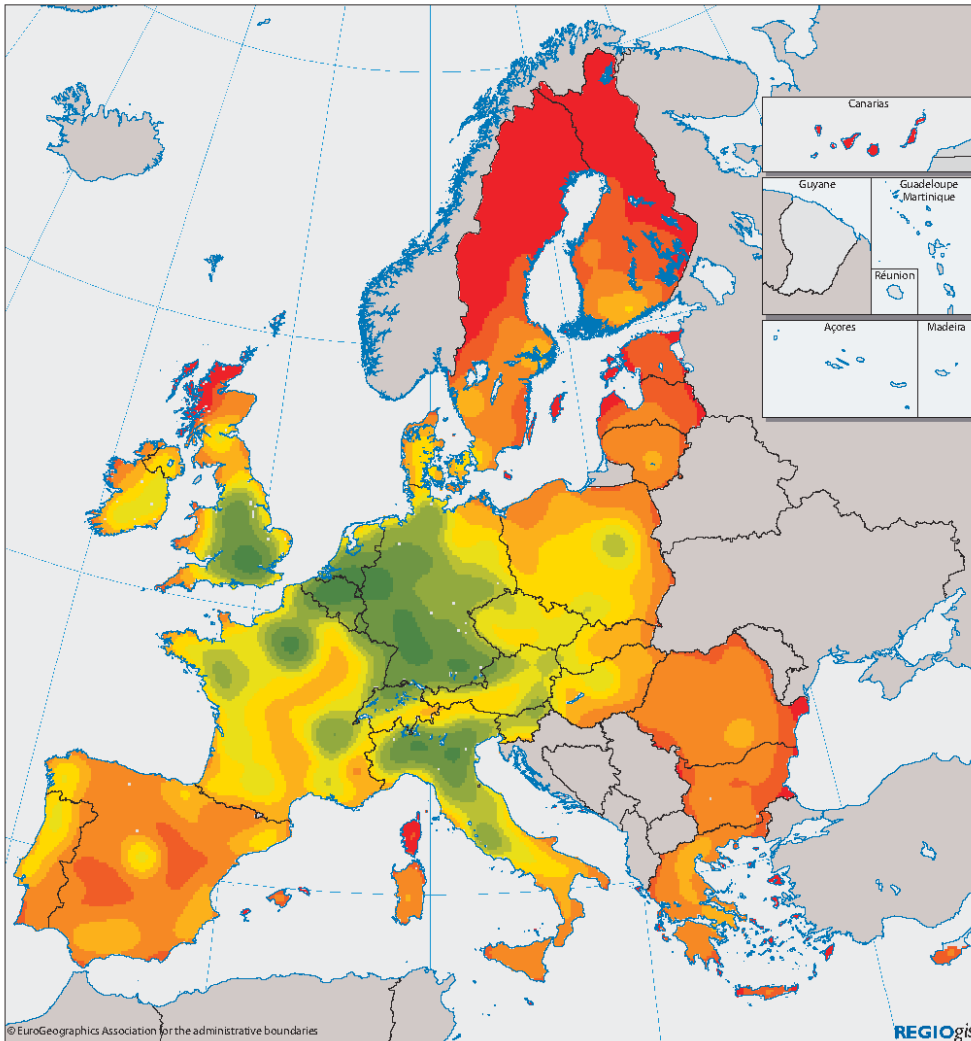 Canarias
Guyane
Guadeloupe
Martinique
Réunion
Açores
Madeira
© EuroGeographics Association for the administrative boundaries
REGIOgis